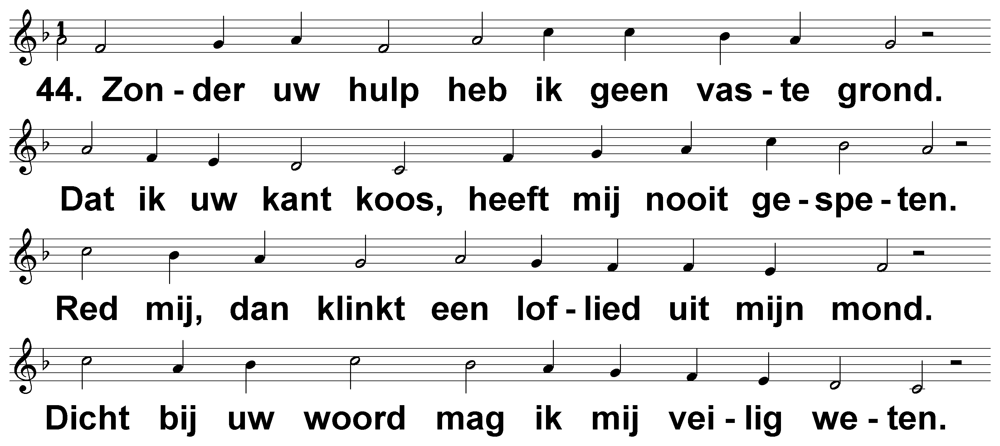 1
44. Zon - der uw hulp heb ik geen vas - te grond.
Dat ik uw kant koos, heeft mij nooit ge - spe - ten.
Red mij, dan klinkt een lof - lied uit mijn mond.
Dicht bij uw woord mag ik mij vei - lig we - ten.